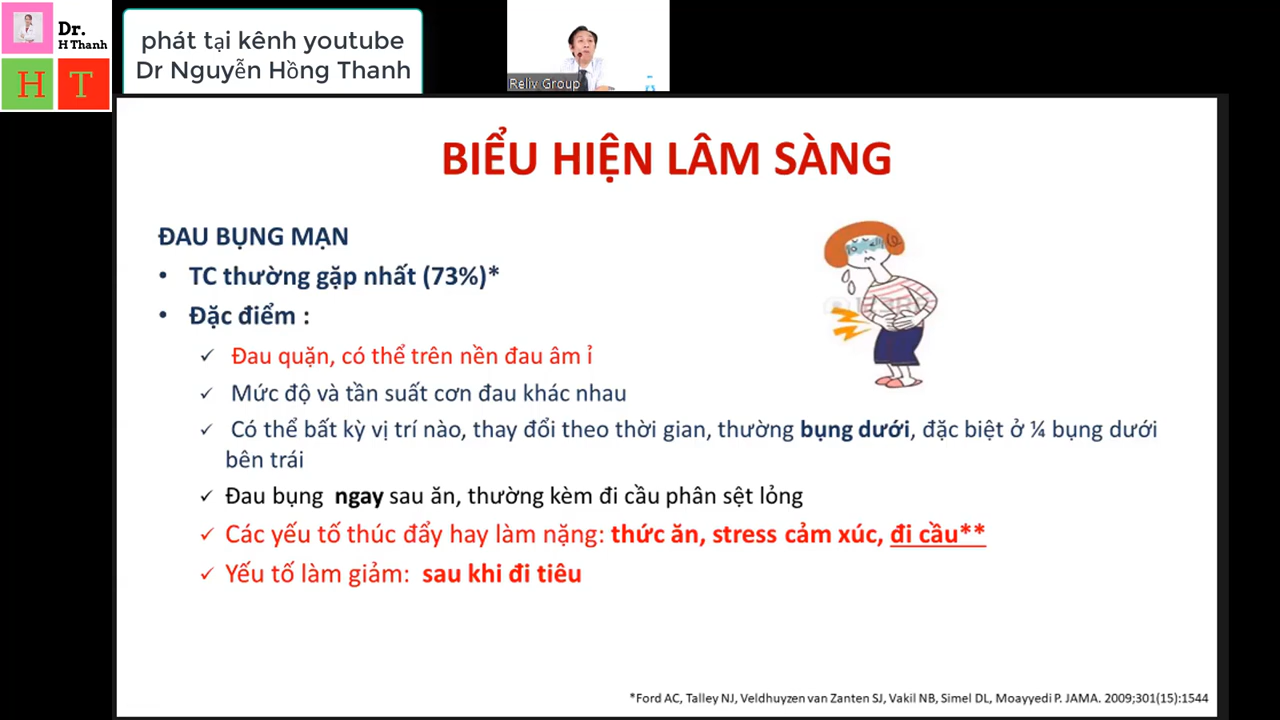 Dr.
H Thanh
H T
phát tại kênh youtube
Dr Nguyễn Hồng Thanh
Reliv Group
BIỂU HIỆN LÂM SÀNG
ĐAU BỤNG MẠN
• TC thường gặp nhất (73%)*
• Đặc điểm :
✓ Đau quặn, có thể trên nền đau âm ỉ
✓ Mức độ và tần suất cơn đau khác nhau
✓ Có thể bất kỳ vị trí nào, thay đổi theo thời gian, thường bụng dưới, đặc biệt ở ¼ bụng dưới
bên trái
✓ Đau bụng ngay sau ăn, thường kèm đi cầu phân sệt lỏng
✓ Các yếu tố thúc đẩy hay làm nặng: thức ăn, stress cảm xúc, đi cầu**
✓ Yếu tố làm giảm: sau khi đi tiêu
*Ford AC, Talley NJ, Veldhuyzen van Zanten SJ, Vakil NB, Simel DL, Moayyedi P. JAMA. 2009;301(15):1544